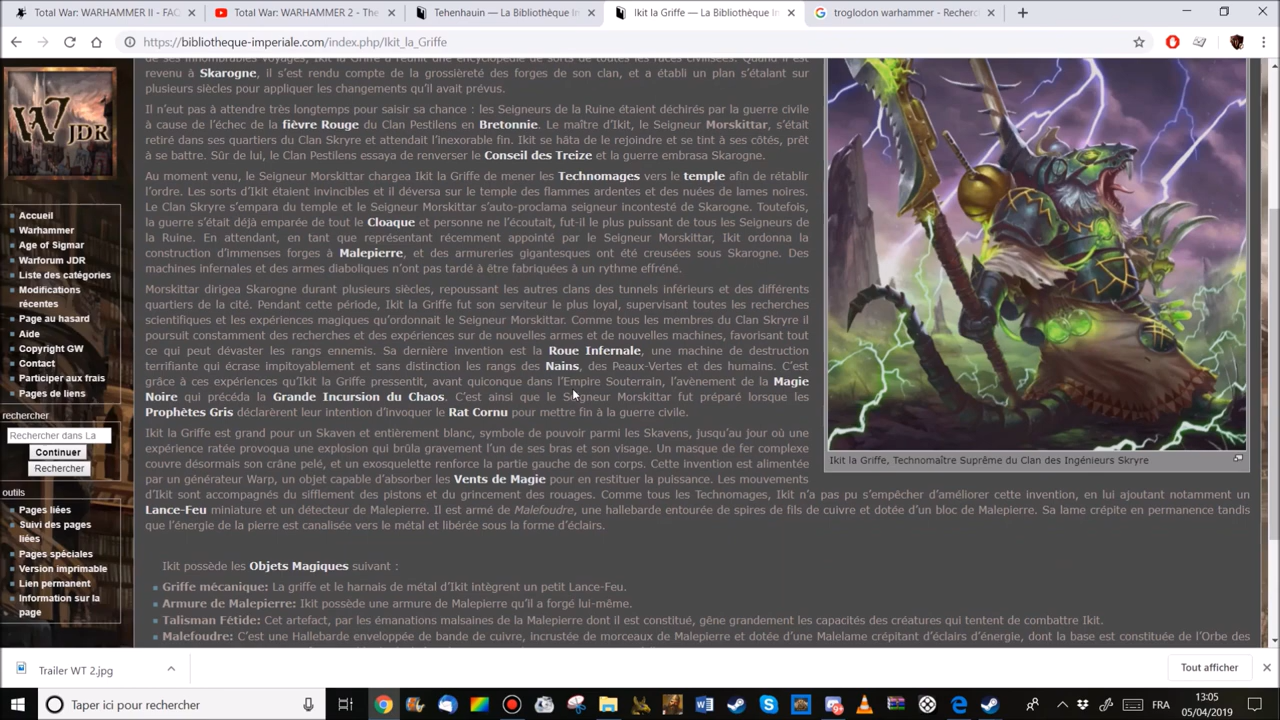 Total War: WARHAMMER II - FAQ
Total War: WARHAMMER 2 - The
Tehenhauin — La Bibliothèque In
Ikit la Griffe — La Bibliothèque In
troglodon warhammer - Recherc
https://bibliotheque-imperiale.com/index.php/Ikit_la_Griffe
WJDR
Accueil
Warhammer
Age of Sigmar
Warforum JDR
Liste des catégories
Modifications
récentes
Page au hasard
Aide
Copyright GW
Contact
Participer aux frais
Pages de liens
rechercher
Rechercher dans La
Continuer
Rechercher
outils
Pages liées
Suivi des pages
liées
Pages spéciales
Version imprimable
Lien permanent
Information sur la
page
de ses innombrables voyages, Ikit la Griffe a réunit une encyclopédie de sorts de toutes les races civilisées. Quand il est
revenu à Skarogne, il s'est rendu compte de la grossièreté des forges de son clan, et a établi un plan s'étalant sur
plusieurs siècles pour appliquer les changements qu'il avait prévus.
Il n'eut pas à attendre très longtemps pour saisir sa chance : les Seigneurs de la Ruine étaient déchirés par la guerre civile
à cause de l'échec de la fièvre Rouge du Clan Pestilens en Bretonnie. Le maître d'Ikit, le Seigneur Morskittar, s'était
retiré dans ses quartiers du Clan Skryre et attendait l'inexorable fin. Ikit se hâta de le rejoindre et se tint à ses côtés, prêt
à se battre. Sûr de lui, le Clan Pestilens essaya de renverser le Conseil des Treize et la guerre embrasa Skarogne.
Au moment venu, le Seigneur Morskittar chargea Ikit la Griffe de mener les Technomages vers le temple afin de rétablir
l'ordre. Les sorts d'Ikit étaient invincibles et il déversa sur le temple des flammes ardentes et des nuées de lames noires.
Le Clan Skryre s'empara du temple et le Seigneur Morskittar s'auto-proclama seigneur incontesté de Skarogne. Toutefois,
la guerre s'était déjà emparée de tout le Cloaque et personne ne l'écoutait, fut-il le plus puissant de tous les Seigneurs de
la Ruine. En attendant, en tant que représentant récemment appointé par le Seigneur Morskittar, Ikit ordonna la
construction d'immenses forges à Malepierre, et des armureries gigantesques ont été creusées sous Skarogne. Des
machines infernales et des armes diaboliques n'ont pas tardé à être fabriquées à un rythme effréné.
Morskittar dirigea Skarogne durant plusieurs siècles, repoussant les autres clans des tunnels inférieurs et des différents
quartiers de la cité. Pendant cette période, Ikit la Griffe fut son serviteur le plus loyal, supervisant toutes les recherches
scientifiques et les expériences magiques qu'ordonnait le Seigneur Morskittar. Comme tous les membres du Clan Skryre il
poursuit constamment des recherches et des expériences sur de nouvelles armes et de nouvelles machines, favorisant tout
ce qui peut dévaster les rangs ennemis. Sa dernière invention est la Roue Infernale, une machine de destruction
terrifiante qui écrase impitoyablement et sans distinction les rangs des Nains, des Peaux-Vertes et des humains. C'est
grâce à ces expériences qu'Ikit la Griffe pressentit, avant quiconque dans l'Empire Souterrain, l'avènement de la Magie
Noire qui précéda la Grande Incursion du Chaos. C'est ainsi que le Seigneur Morskittar fut préparé lorsque les
Prophètes Gris déclarèrent leur intention d'invoquer le Rat Cornu pour mettre fin à la guerre civile.
Ikit la Griffe est grand pour un Skaven et entièrement blanc, symbole de pouvoir parmi les Skavens, jusqu'au jour où une
expérience ratée provoqua une explosion qui brûla gravement l'un de ses bras et son visage. Un masque de fer complexe
couvre désormais son crâne pelé, et un exosquelette renforce la partie gauche de son corps. Cette invention est alimentée
par un générateur Warp, un objet capable d'absorber les Vents de Magie pour en restituer la puissance. Les mouvements
d'Ikit sont accompagnés du sifflement des pistons et du grincement des rouages. Comme tous les Technomages, Ikit n'a pas pu s'empêcher d'améliorer cette invention, en lui ajoutant notamment un
Lance-Feu miniature et un détecteur de Malepierre. Il est armé de Malefoudre, une hallebarde entourée de spires de fils de cuivre et dotée d'un bloc de Malepierre. Sa lame crépite en permanence tandis
que l'énergie de la pierre est canalisée vers le métal et libérée sous la forme d'éclairs.
Ikit la Griffe, Technomaître Suprême du Clan des Ingénieurs Skryre
Ikit possède les Objets Magiques suivant :
Griffe mécanique: La griffe et le harnais de métal d'Ikit intègrent un petit Lance-Feu.
Armure de Malepierre: Ikit possède une armure de Malepierre qu'il a forgé lui-même.
Talisman Fétide: Cet artefact, par les émanations malsaines de la Malepierre dont il est constitué, gêne grandement les capacités des créatures qui tentent de combattre Ikit.
Malefoudre: C'est une Hallebarde enveloppée de bande de cuivre, incrustée de morceaux de Malepierre et dotée d'une Malelame crépitant d'éclairs d'énergie, dont la base est constituée de l'Orbe des
Trailer WT 2.jpg
Tout afficher
Taper ici pour rechercher
FRA
13:05
05/04/2019